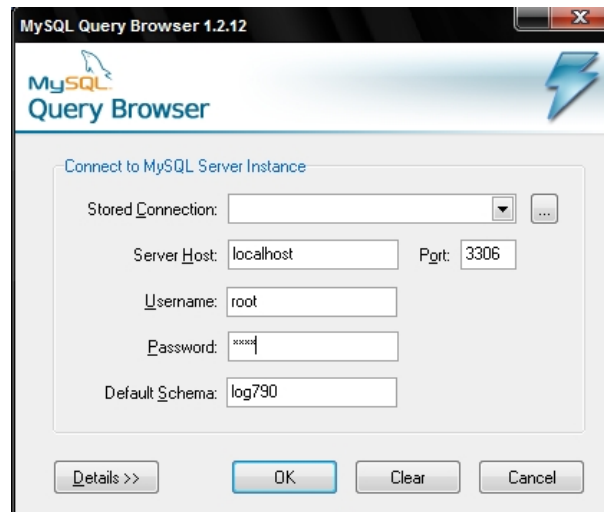 MySQL Query Browser 1.2.12
MySQL
Query Browser
Connect to MySQL Server Instance
Stored Connection:
...
Server Host: localhost Port: 3306
Username: root
Password: ****
Default Schema: log790
Details >> OK Clear Cancel